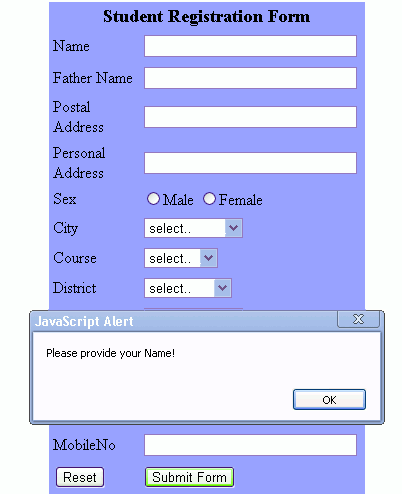 Student Registration Form
Name
Father Name
Postal
Address
Personal
Address
Sex Male Female
City select..
Course select..
District select..
JavaScript Alert
Please provide your Name!
OK
MobileNo
Reset Submit Form